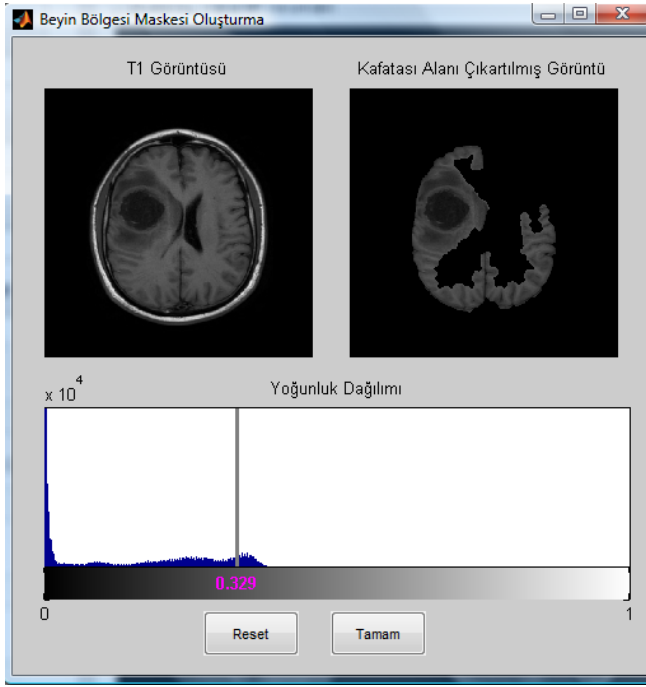 Beyin Bölgesi Maskesi Oluşturma
T1 Görüntüsü
Kafatası Alanı Çıkartılmış Görüntü
x 10^4
Yoğunluk Dağılımı
0.329
0
1
Reset
Tamam